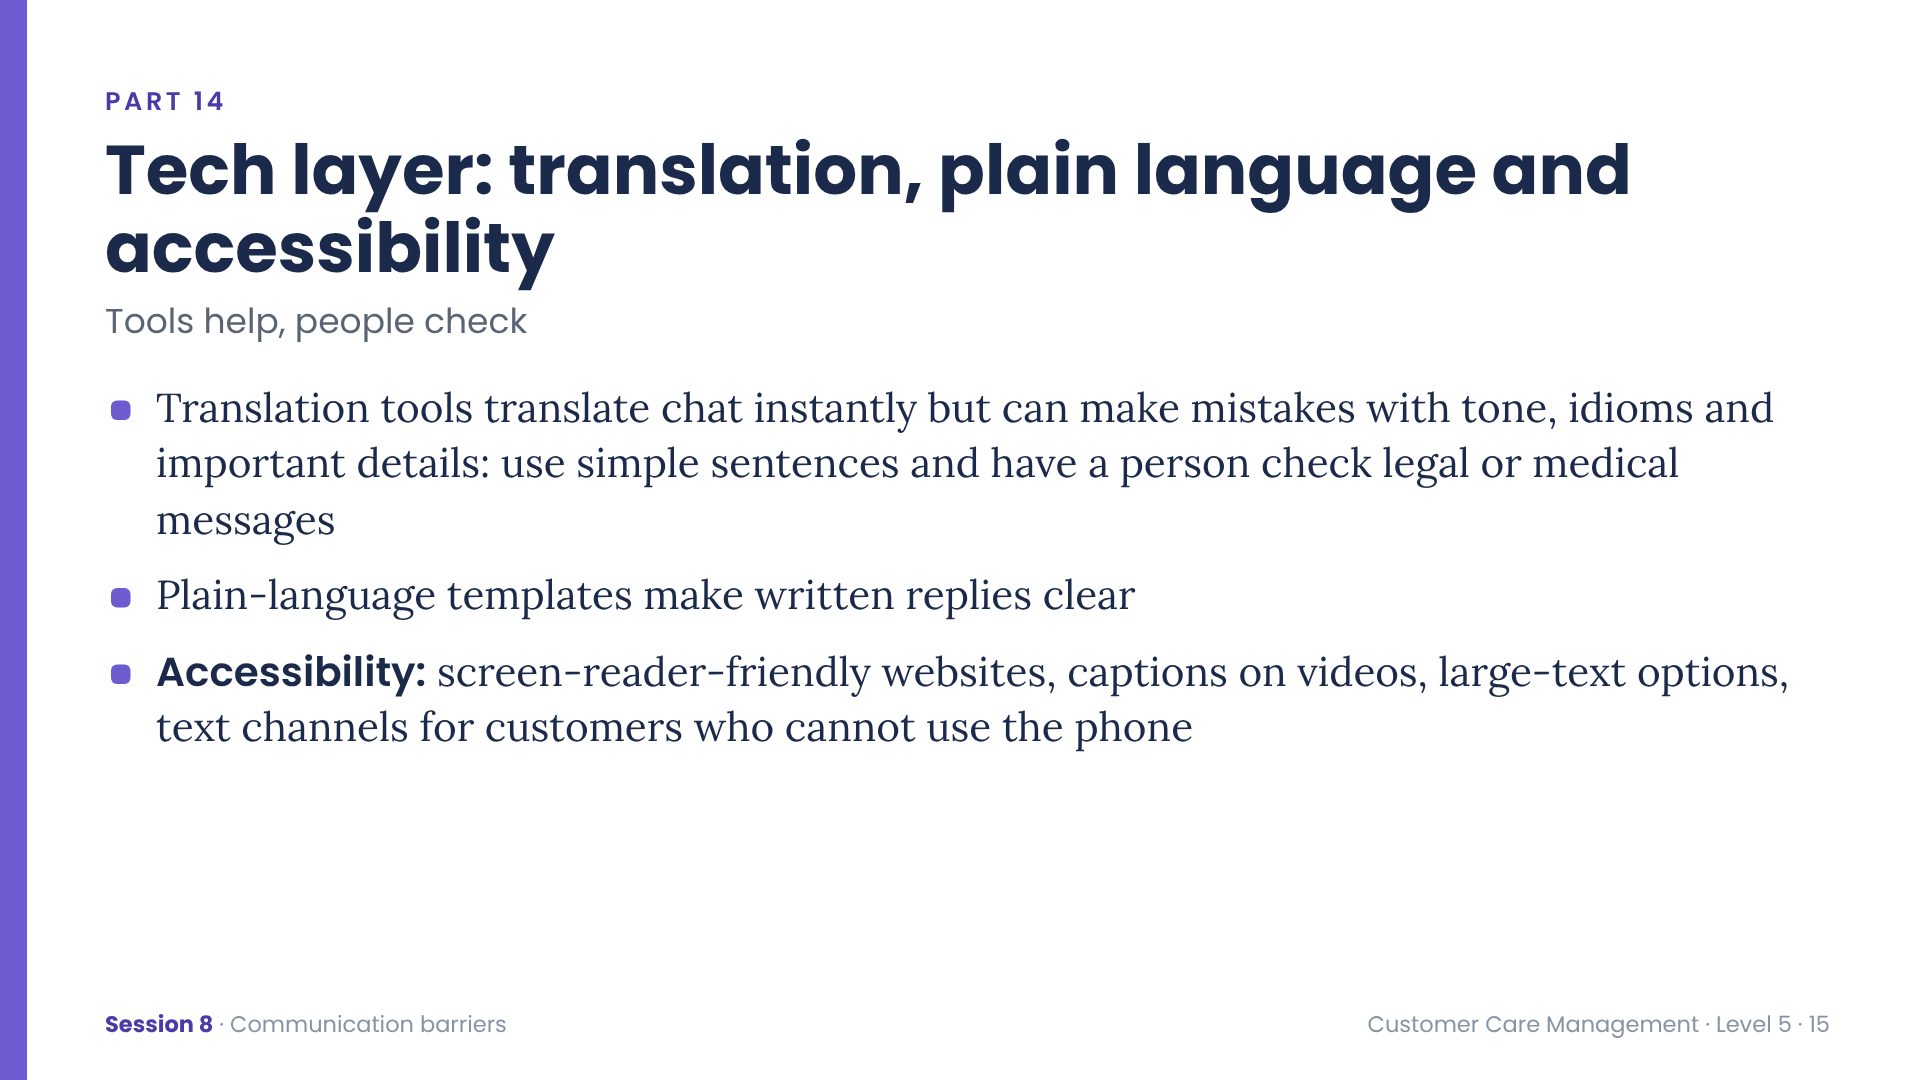 PART 14
Tech layer: translation, plain language and
accessibility
Tools help, people check
Translation tools translate chat instantly but can make mistakes with tone, idioms and
important details: use simple sentences and have a person check legal or medical
messages
Plain-language templates make written replies clear
Accessibility: screen-reader-friendly websites, captions on videos, large-text options,
text channels for customers who cannot use the phone
Session 8 · Communication barriers
Customer Care Management · Level 5 · 15